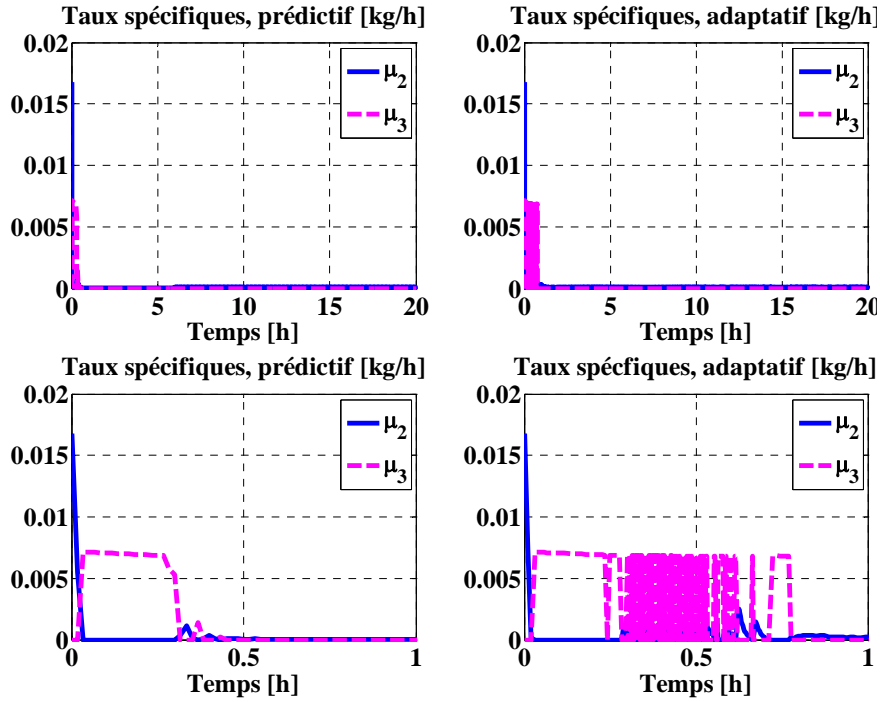 Taux spécifiques, prédictif [kg/h]
0.02
0.015
0.01
0.005
0
μ2
μ3
0 5 10 15 20
Temps [h]
Taux spécifiques, adaptatif [kg/h]
0.02
0.015
0.01
0.005
0
μ2
μ3
0 5 10 15 20
Temps [h]
Taux spécifiques, prédictif [kg/h]
0.02
0.015
0.01
0.005
0
μ2
μ3
0 0.5 1
Temps [h]
Taux spécfiques, adaptatif [kg/h]
0.02
0.015
0.01
0.005
0
μ2
μ3
0 0.5 1
Temps [h]